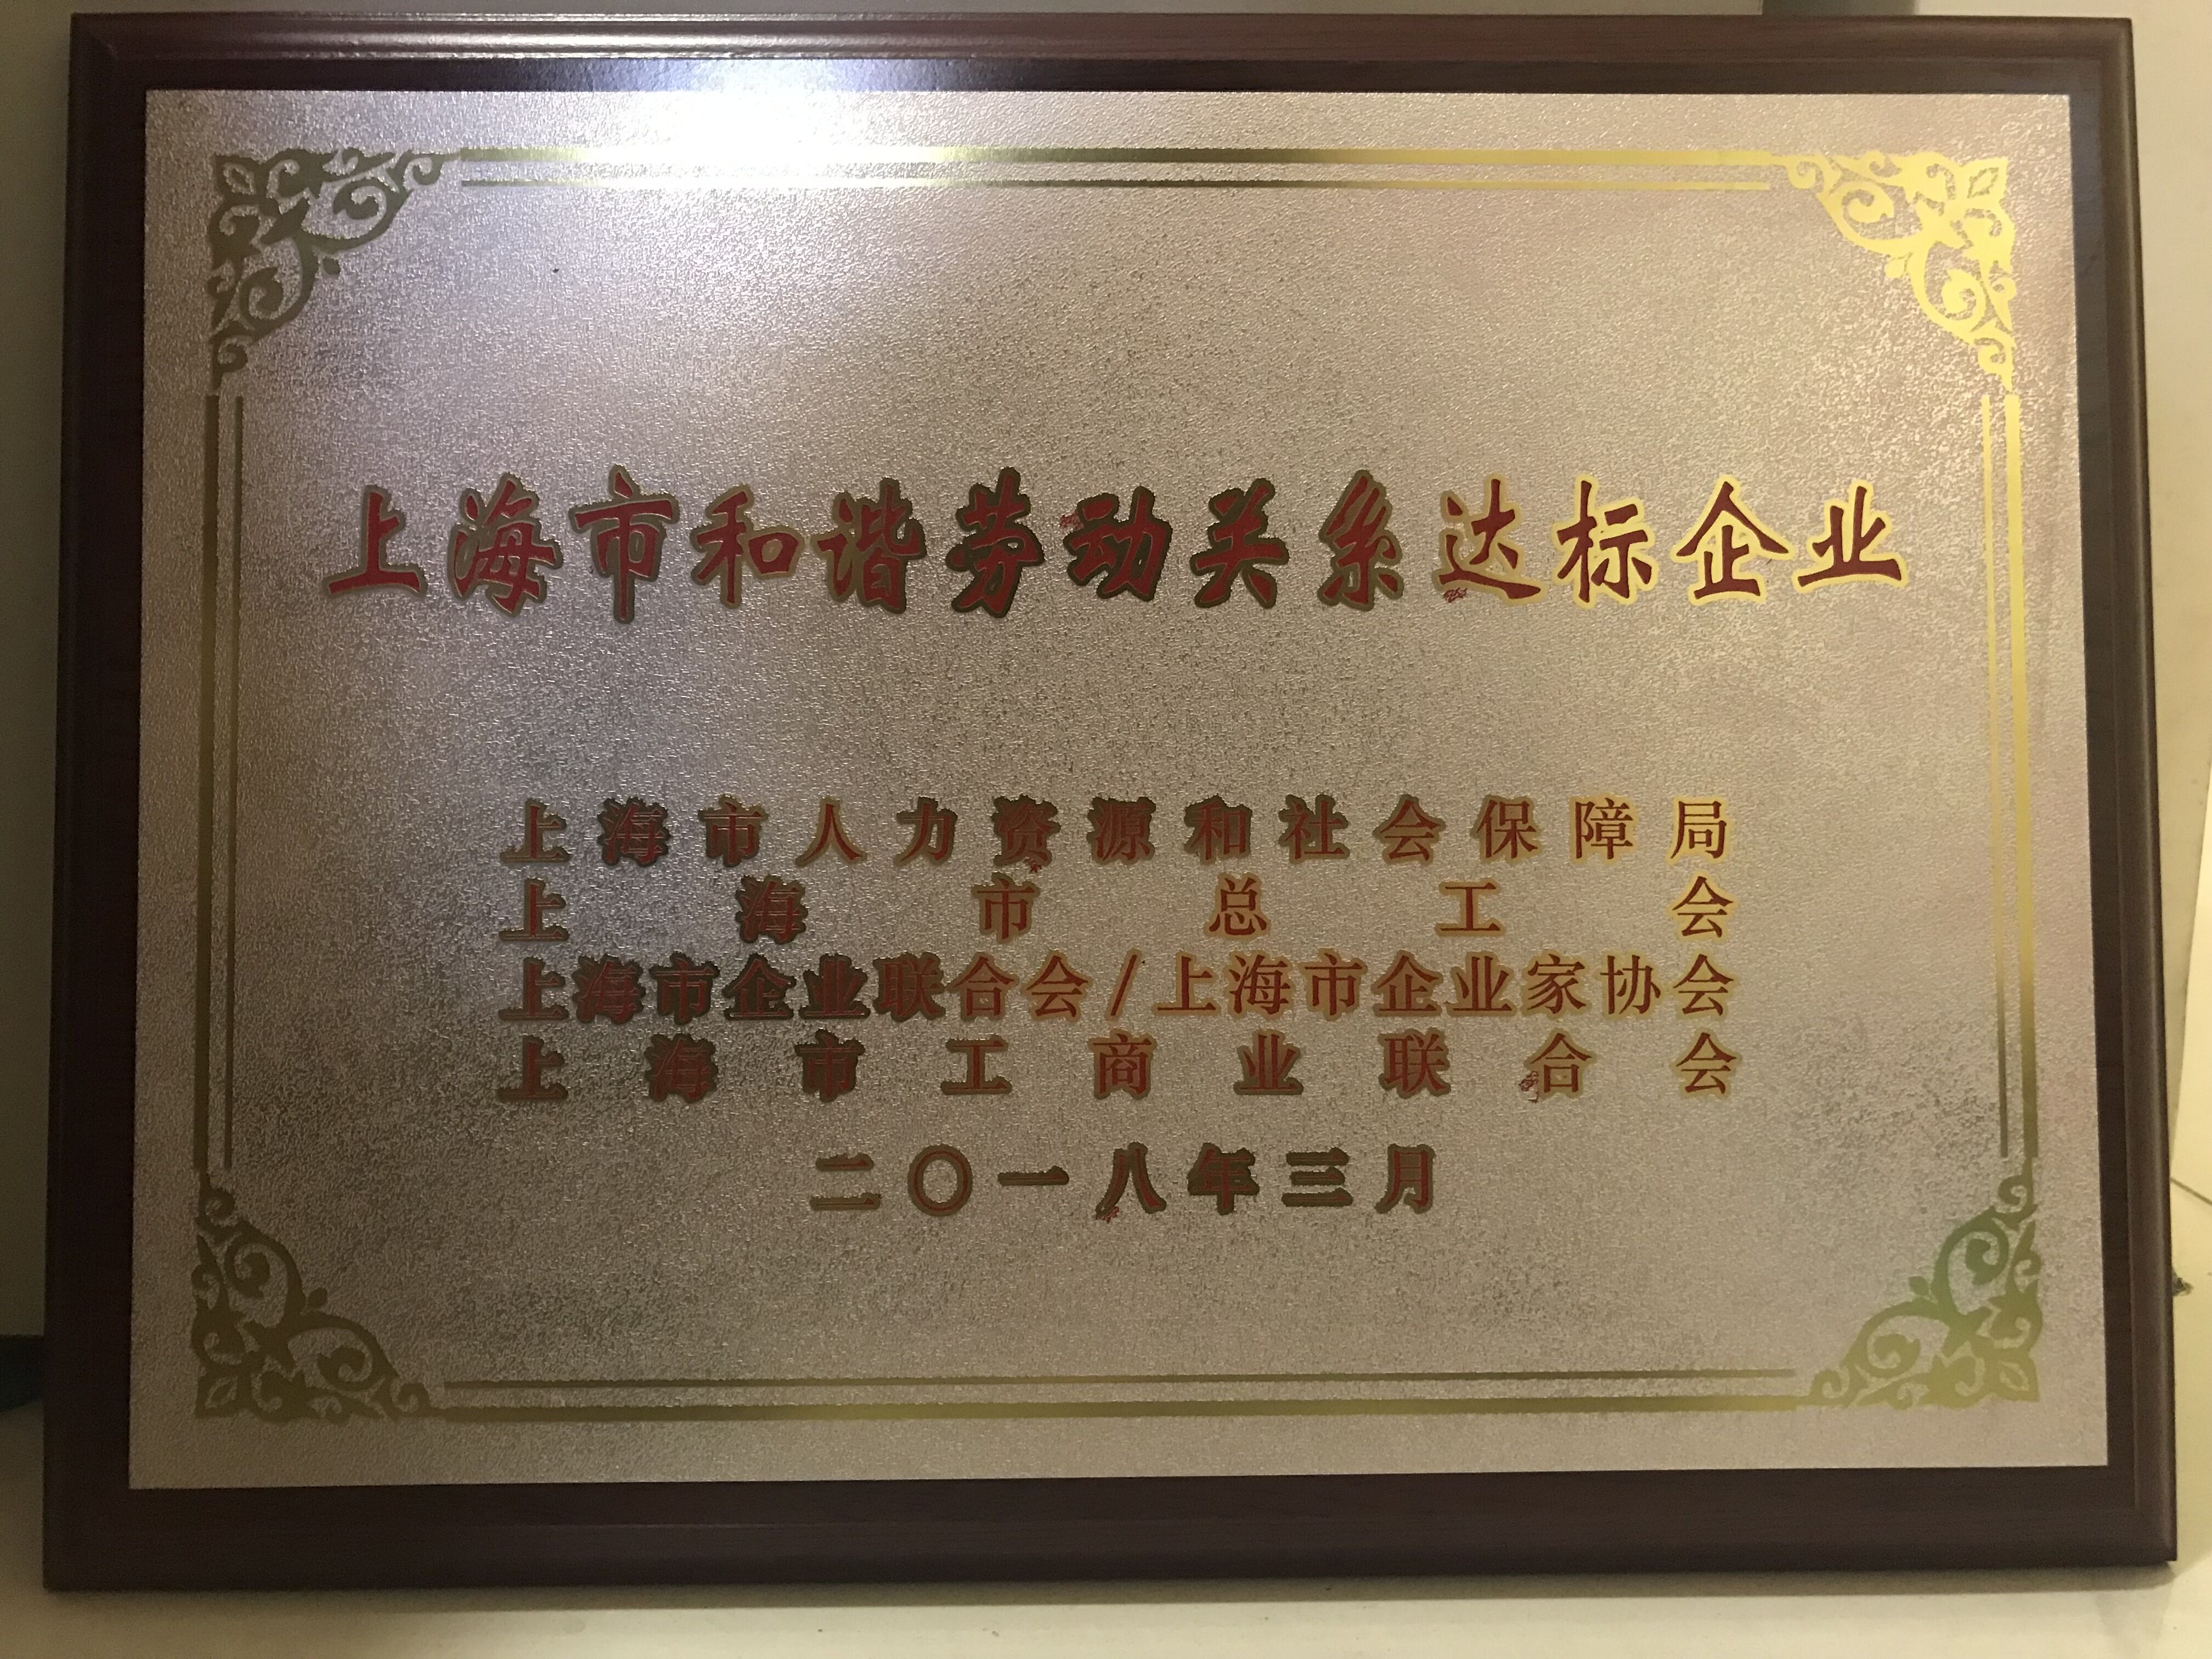 上海市和谐劳动关系达标企业
上海市人力资源和社会保障局
上海市总工会
上海市企业联合会/上海市企业家协会
上海市工商业联合会
二〇一八年三月